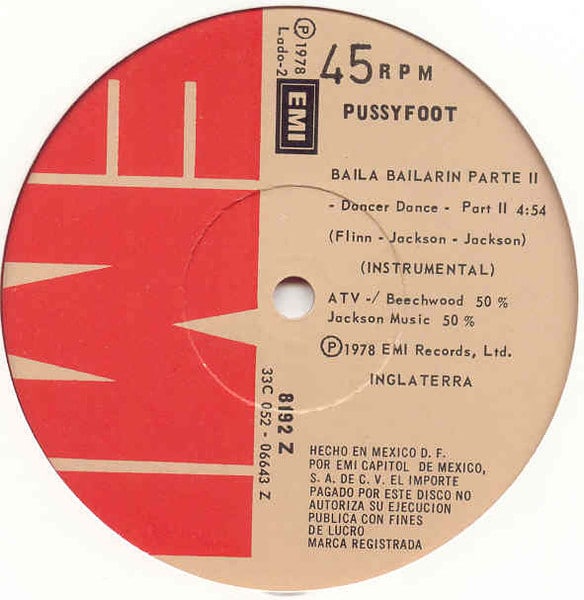 ℗ 1978
Lado-2
EMI
45 RPM
PUSSYFOOT
BAILA BAILARIN PARTE II
- Dancer Dance - Part II 4:54
(Flinn - Jackson - Jackson)
(INSTRUMENTAL)
ATV -/ Beechwood 50 %
Jackson Music 50 %
℗ 1978 EMI Records, Ltd.
INGLATERRA
8192 Z
33C 052 - 06643 Z
HECHO EN MEXICO D. F.
POR EMI CAPITOL DE MEXICO,
S. A. DE C. V. EL IMPORTE
PAGADO POR ESTE DISCO NO
AUTORIZA SU EJECUCION
PUBLICA CON FINES
DE LUCRO
MARCA REGISTRADA
EMI